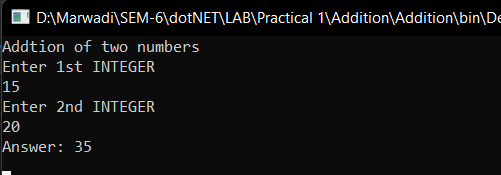 D:\Marwadi\SEM-6\dotNET\LAB\Practical 1\Addition\Addition\bin\De
Addtion of two numbers
Enter 1st INTEGER
15
Enter 2nd INTEGER
20
Answer: 35